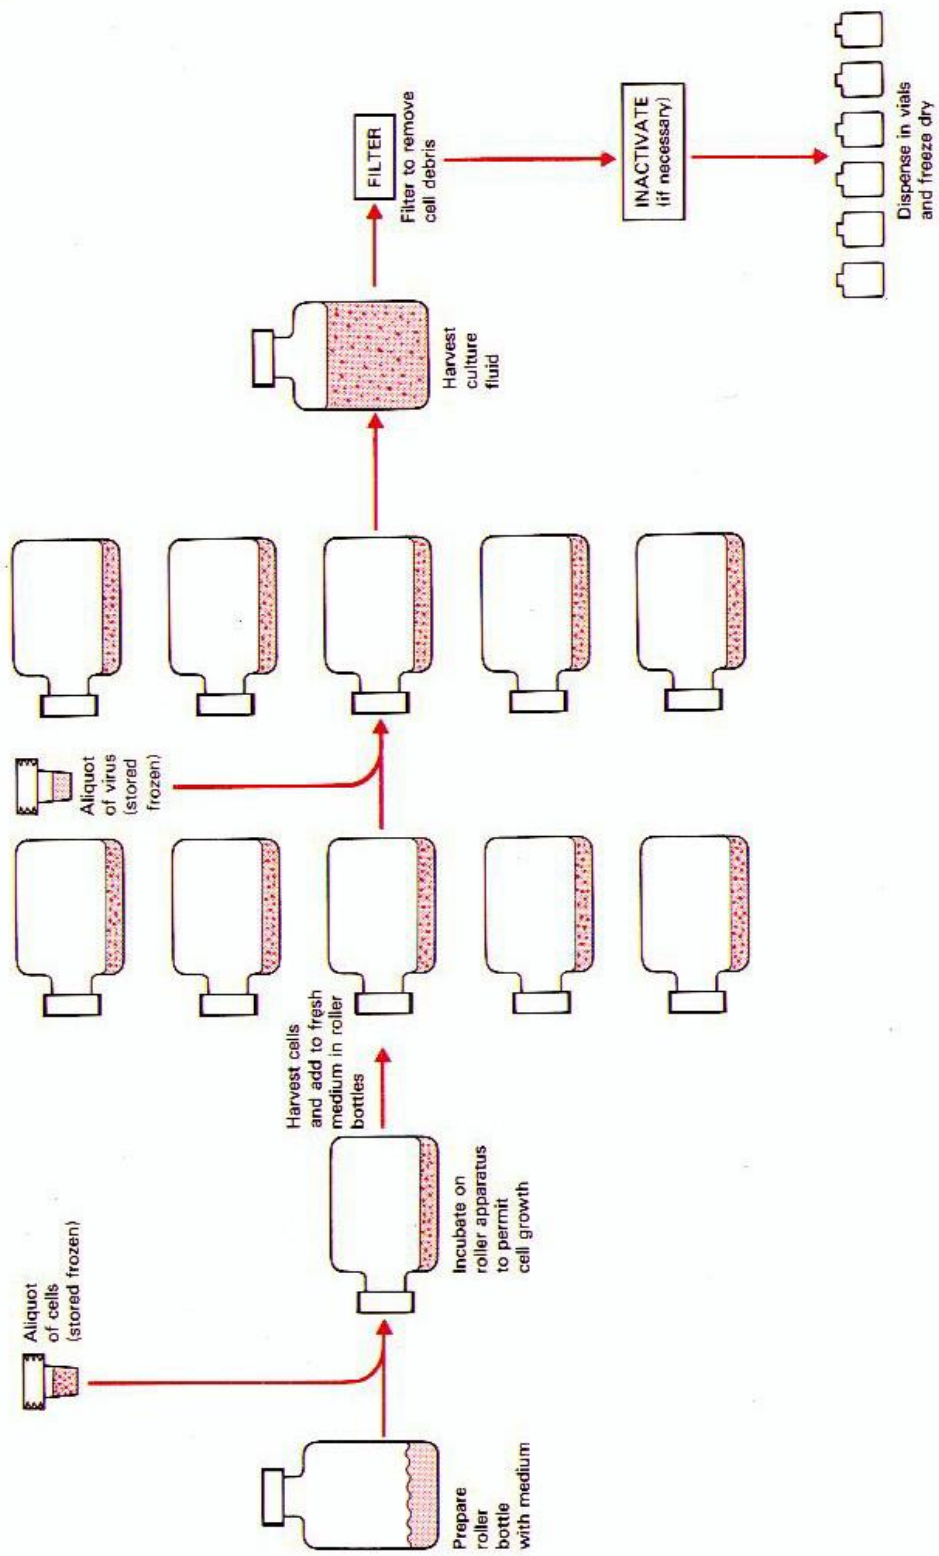 Prepare
roller
bottle
with medium
Aliquot
of cells
(stored frozen)
Incubate on
roller apparatus
to permit
cell growth
Harvest cells
and add to fresh
medium in roller
bottles
Aliquot
of virus
(stored
frozen)
Harvest
culture
fluid
FILTER
Filter to remove
cell debris
INACTIVATE
(if necessary)
Dispense in vials
and freeze dry